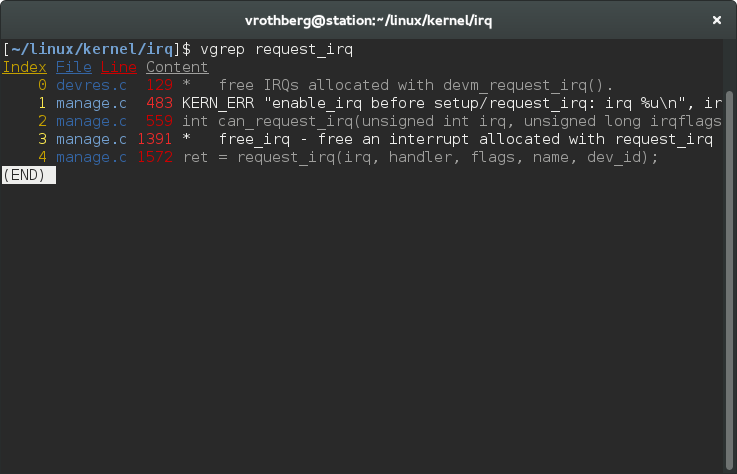 vrothberg@station:~/linux/kernel/irq ×
[~/linux/kernel/irq]$ vgrep request_irq
Index File Line Content
0 devres.c 129 * free IRQs allocated with devm_request_irq().
1 manage.c 483 KERN_ERR "enable_irq before setup/request_irq: irq %u\n", ir
2 manage.c 559 int can_request_irq(unsigned int irq, unsigned long irqflags
3 manage.c 1391 * free_irq - free an interrupt allocated with request_irq
4 manage.c 1572 ret = request_irq(irq, handler, flags, name, dev_id);
(END)